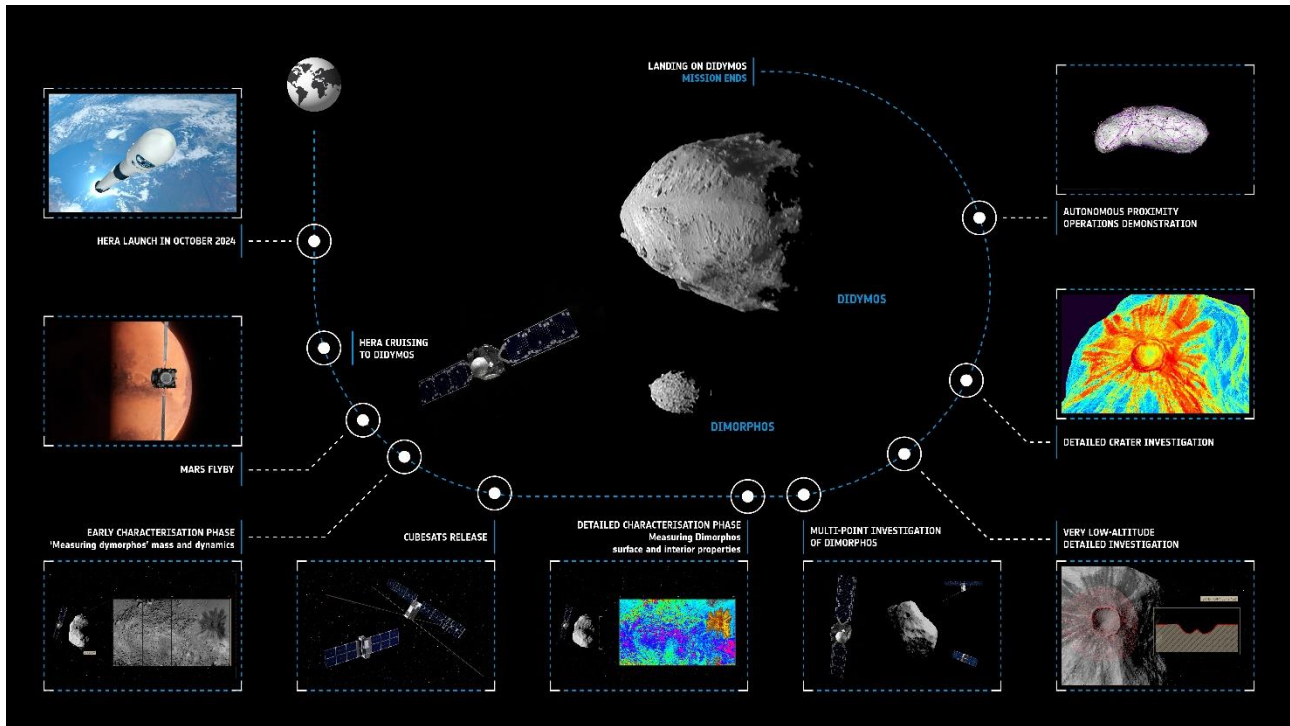 LANDING ON DIDYMOS
MISSION ENDS
HERA LAUNCH IN OCTOBER 2024
AUTONOMOUS PROXIMITY
OPERATIONS DEMONSTRATION
DIDYMOS
HERA CRUISING
TO DIDYMOS
DIMORPHOS
MARS FLYBY
DETAILED CRATER INVESTIGATION
EARLY CHARACTERISATION PHASE
'Measuring dymorphos' mass and dynamics
CUBESATS RELEASE
DETAILED CHARACTERISATION PHASE
Measuring Dimorphos
surface and interior properties
MULTI-POINT INVESTIGATION
OF DIMORPHOS
VERY LOW-ALTITUDE
DETAILED INVESTIGATION